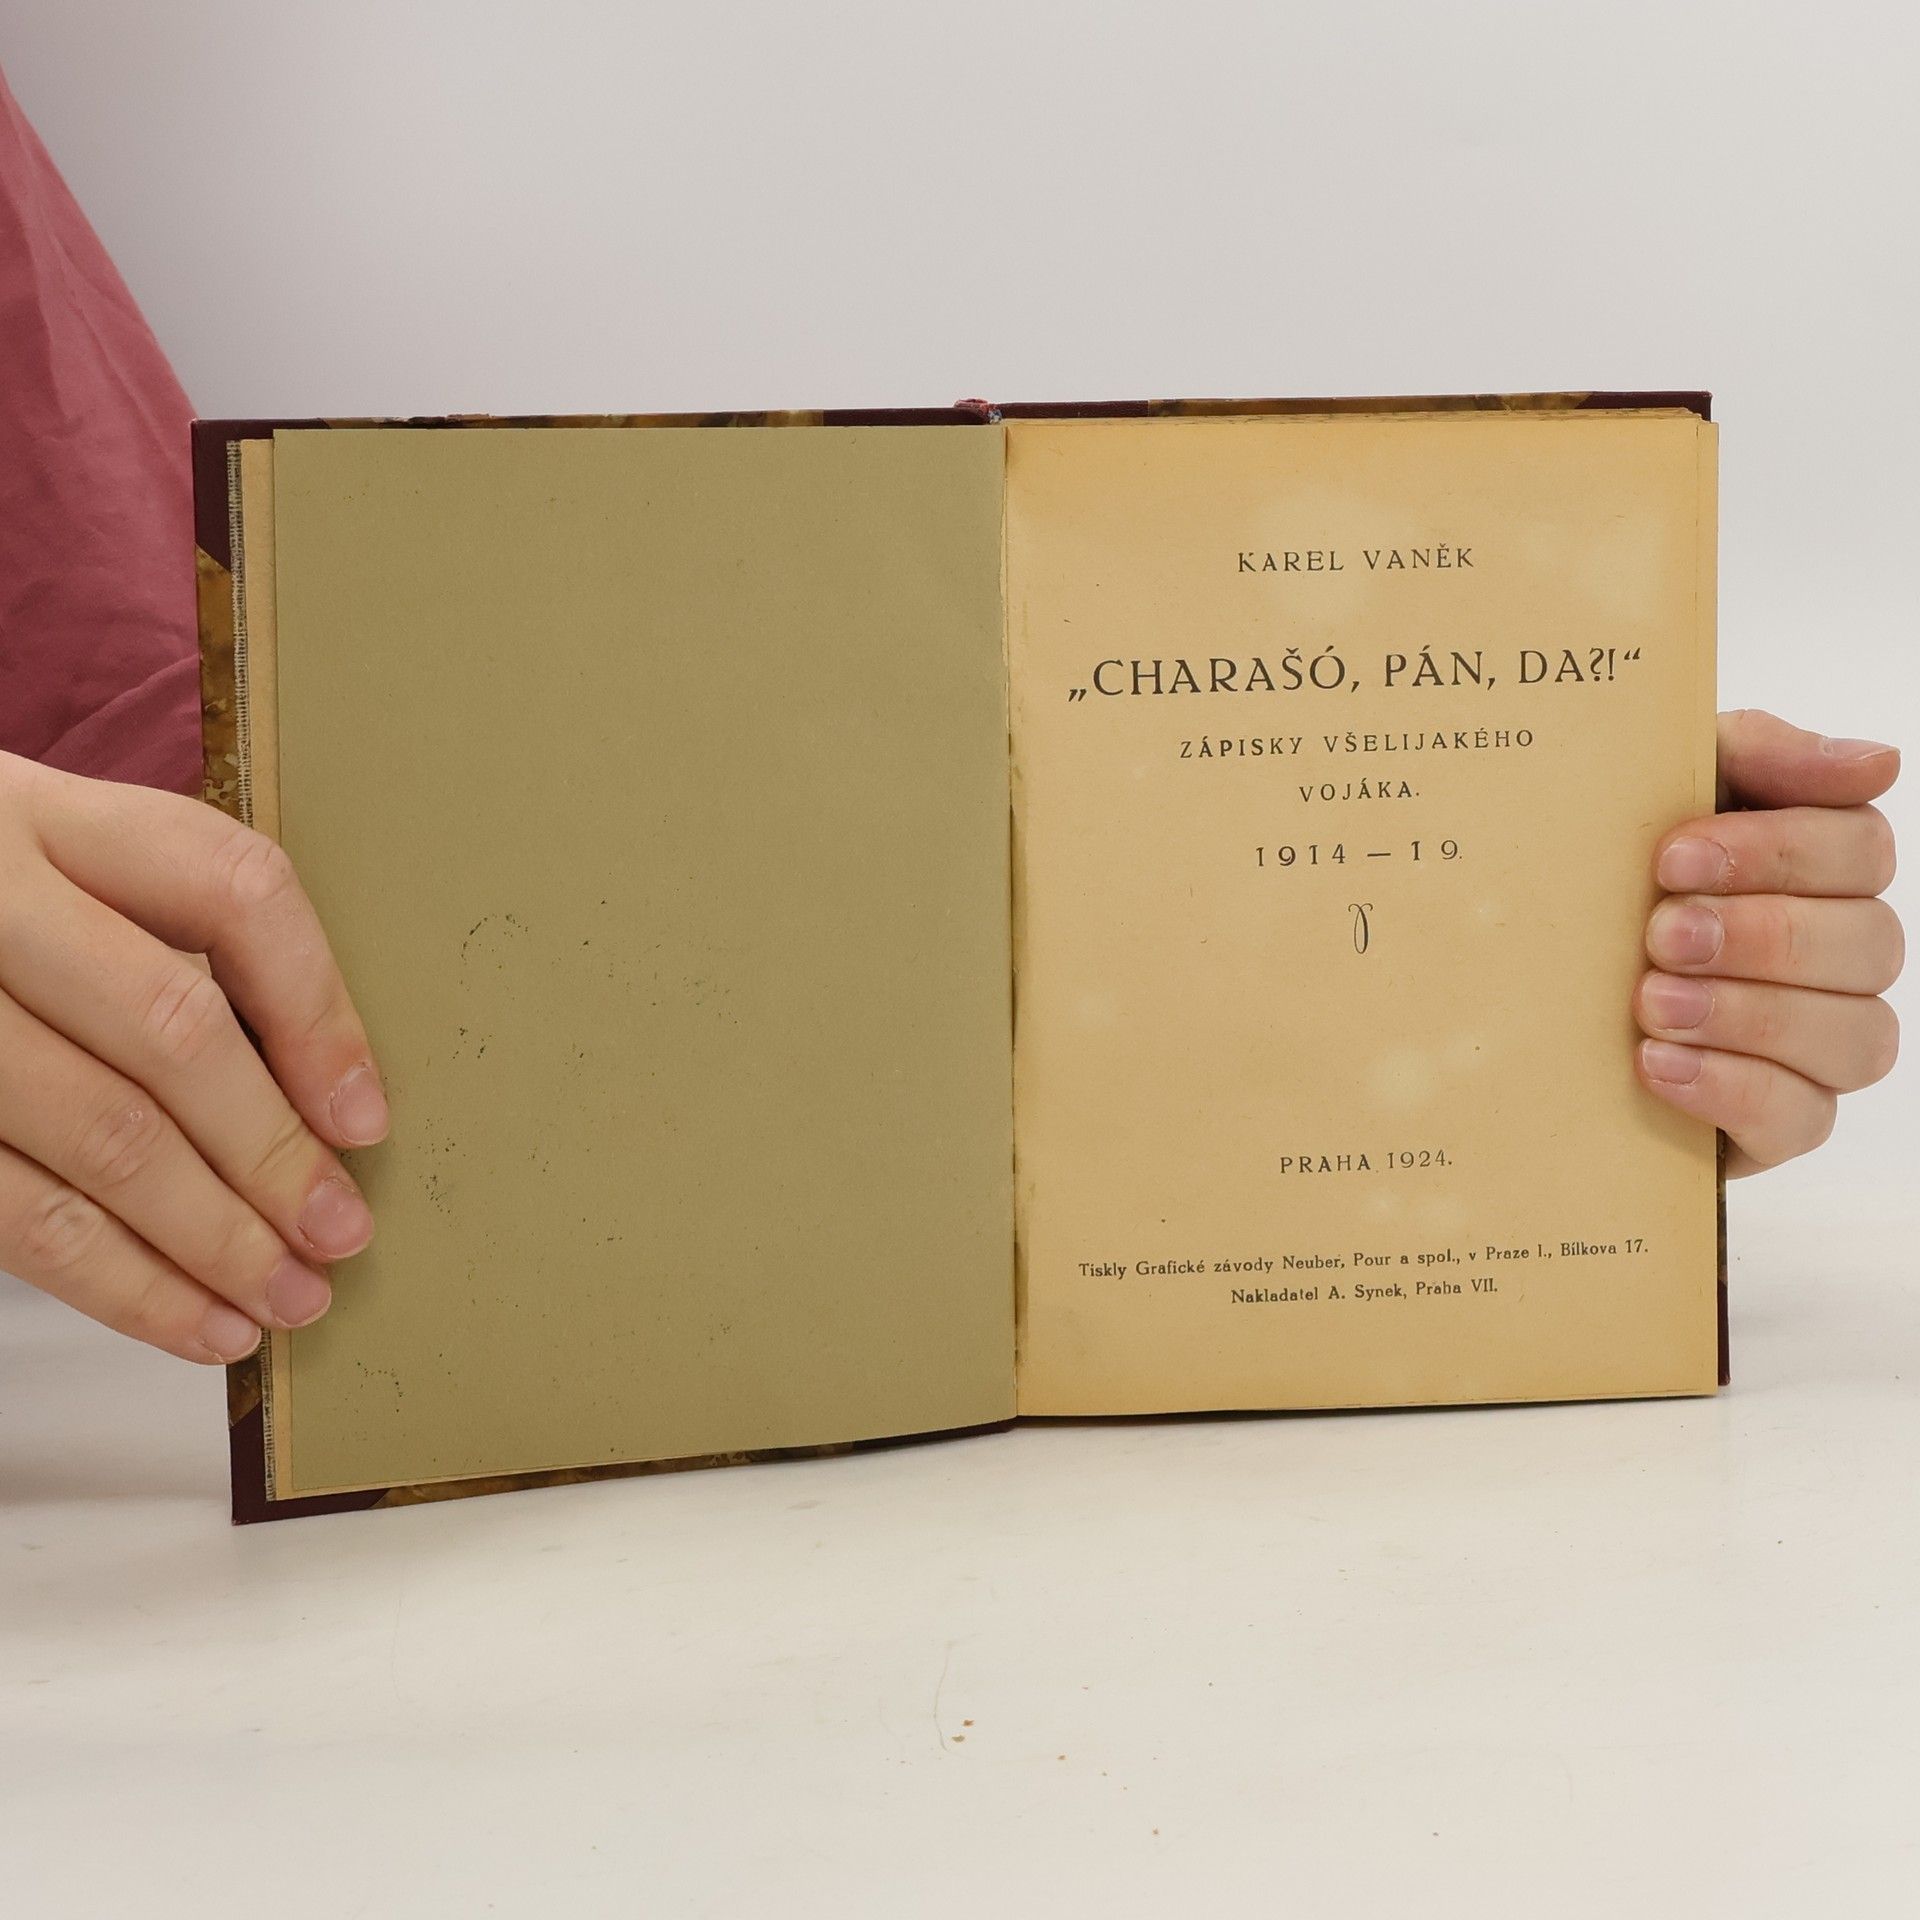 KAREL VANĚK
„CHARAŠÓ, PÁN, DA?!“
ZÁPISKY VŠELIJAKÉHO
VOJÁKA.
1914 — 19.
PRAHA 1924.
Tiskly Grafické závody Neuber, Pour a spol., v Praze I., Bílkova 17.
Nakladatel A. Synek, Praha VII.